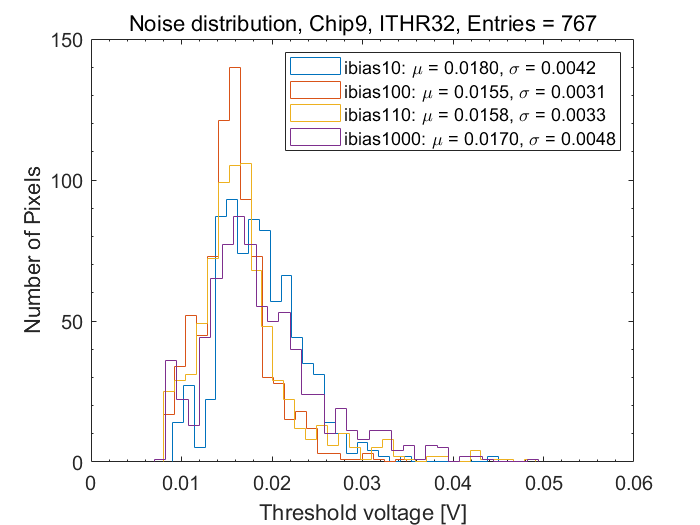 Noise distribution, Chip9, ITHR32, Entries = 767
150
ibias10: μ = 0.0180, σ = 0.0042
ibias100: μ = 0.0155, σ = 0.0031
ibias110: μ = 0.0158, σ = 0.0033
ibias1000: μ = 0.0170, σ = 0.0048
100
Number of Pixels
50
0
0 0.01 0.02 0.03 0.04 0.05 0.06
Threshold voltage [V]